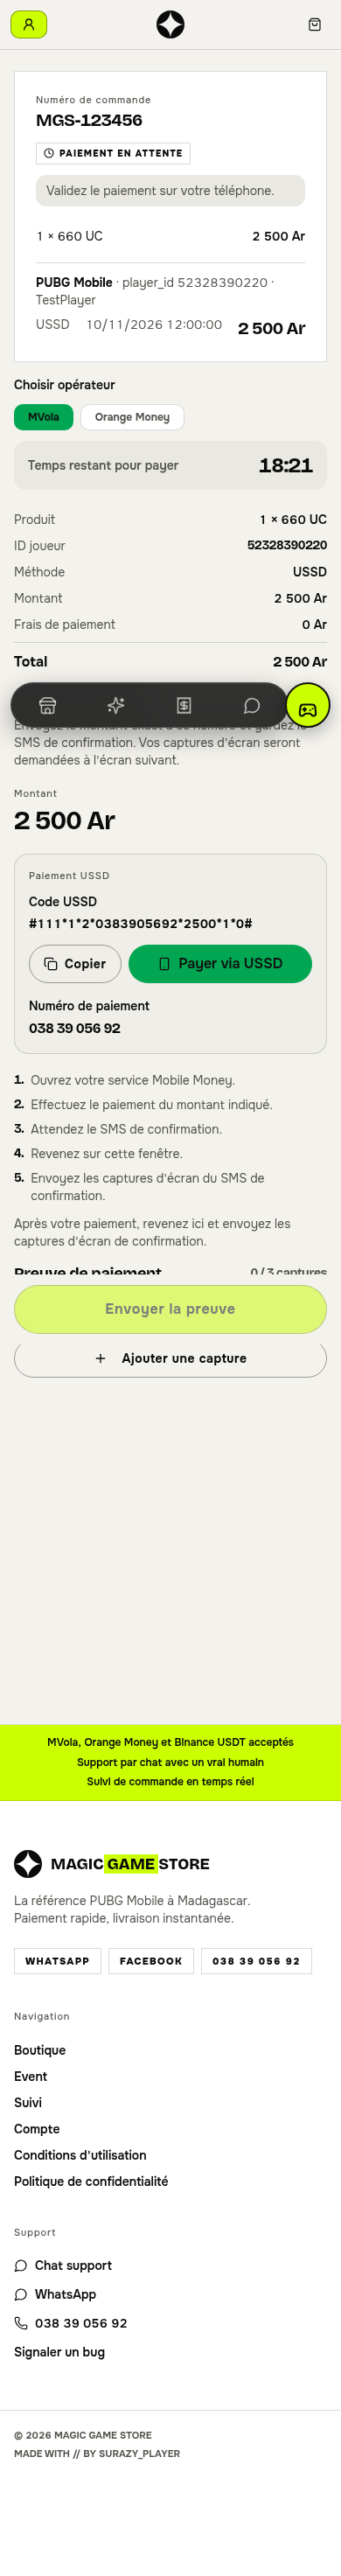 Numéro de commande
MGS-123456
PAIEMENT EN ATTENTE
Validez le paiement sur votre téléphone.
1 × 660 UC 2 500 Ar
PUBG Mobile · player_id 52328390220 ·
TestPlayer
USSD 10/11/2026 12:00:00 2 500 Ar
Choisir opérateur
MVola Orange Money
Temps restant pour payer 18:21
Produit 1 × 660 UC
ID joueur 52328390220
Méthode USSD
Montant 2 500 Ar
Frais de paiement 0 Ar
Total 2 500 Ar
SMS de confirmation. Vos captures d'écran seront
demandées à l'écran suivant.
Montant
2 500 Ar
Paiement USSD
Code USSD
#111*1*2*0383905692*2500*1*0#
Copier Payer via USSD
Numéro de paiement
038 39 056 92
1. Ouvrez votre service Mobile Money.
2. Effectuez le paiement du montant indiqué.
3. Attendez le SMS de confirmation.
4. Revenez sur cette fenêtre.
5. Envoyez les captures d'écran du SMS de
confirmation.
Après votre paiement, revenez ici et envoyez les
captures d'écran de confirmation.
Preuve de paiement 0 / 3 captures
Envoyer la preuve
Ajouter une capture
MVola, Orange Money et Binance USDT acceptés
Support par chat avec un vrai humain
Suivi de commande en temps réel
MAGIC GAME STORE
La référence PUBG Mobile à Madagascar.
Paiement rapide, livraison instantanée.
WHATSAPP FACEBOOK 038 39 056 92
Navigation
Boutique
Event
Suivi
Compte
Conditions d'utilisation
Politique de confidentialité
Support
Chat support
WhatsApp
038 39 056 92
Signaler un bug
© 2026 MAGIC GAME STORE
MADE WITH // BY SURAZY_PLAYER